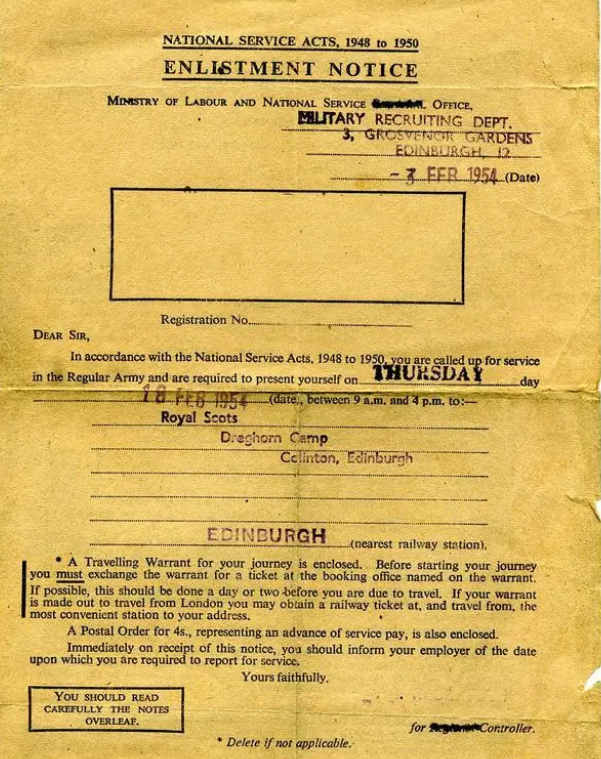 NATIONAL SERVICE ACTS, 1948 to 1950
ENLISTMENT NOTICE
MINISTRY OF LABOUR AND NATIONAL SERVICE OFFICE,
MILITARY RECRUITING DEPT.
3, GROSVENOR GARDENS
EDINBURGH, 12
- 3 FEB 1954 (Date)
Registration No.
DEAR SIR,
In accordance with the National Service Acts, 1948 to 1950, you are called up for service
in the Regular Army and are required to present yourself on THURSDAY day
18 FEB 1954 (date), between 9 a.m. and 4 p.m. to:—
Royal Scots
Dreghorn Camp
Colinton, Edinburgh
EDINBURGH (nearest railway station).
* A Travelling Warrant for your journey is enclosed. Before starting your journey
you must exchange the warrant for a ticket at the booking office named on the warrant.
If possible, this should be done a day or two before you are due to travel. If your warrant
is made out to travel from London you may obtain a railway ticket at, and travel from, the
most convenient station to your address.
A Postal Order for 4s., representing an advance of service pay, is also enclosed.
Immediately on receipt of this notice, you should inform your employer of the date
upon which you are required to report for service.
Yours faithfully.
YOU SHOULD READ
CAREFULLY THE NOTES
OVERLEAF.
for Controller.
* Delete if not applicable.